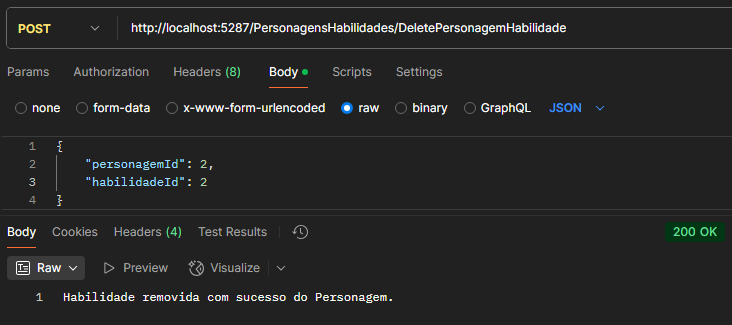 POST http://localhost:5287/PersonagensHabilidades/DeletePersonagemHabilidade
Params Authorization Headers (8) Body Scripts Settings
none form-data x-www-form-urlencoded raw binary GraphQL JSON
1 {
2 "personagemId": 2,
3 "habilidadeId": 2
4 }
Body Cookies Headers (4) Test Results 200 OK
Raw Preview Visualize
1 Habilidade removida com sucesso do Personagem.